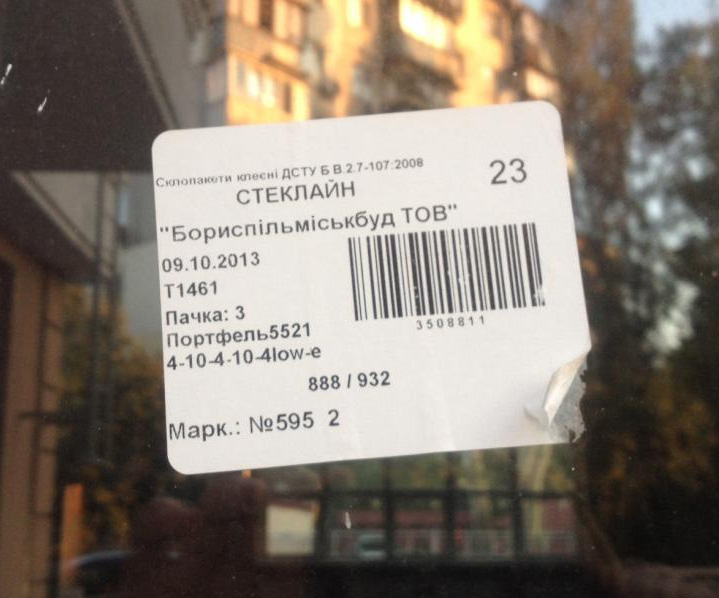 Склопакети клеєні ДСТУ Б В.2.7-107:2008
23
СТЕКЛАЙН
"Бориспільміськбуд ТОВ"
09.10.2013
Т1461
Пачка: 3
Портфель5521
4-10-4-10-4low-e
3508811
888 / 932
Марк.: №595 2